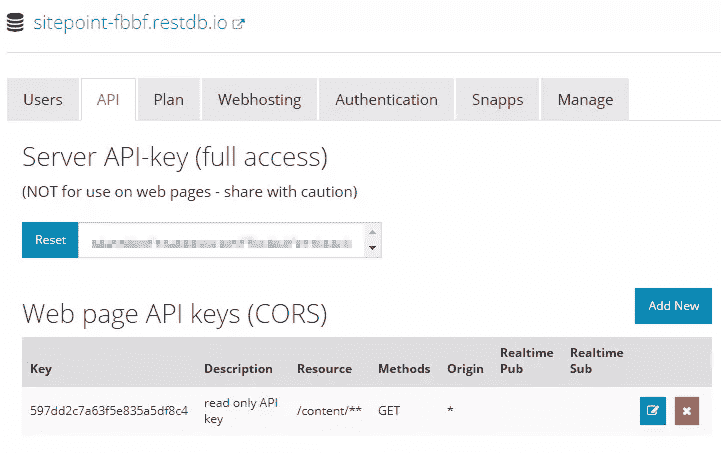 sitepoint-fbbf.restdb.io
Users API Plan Webhosting Authentication Snapps Manage
Server API-key (full access)
(NOT for use on web pages - share with caution)
Reset
Web page API keys (CORS)
Add New
Key Description Resource Methods Origin Realtime Pub Realtime Sub
597dd2c7a63f5e835a5df8c4 read only API key /content/** GET *